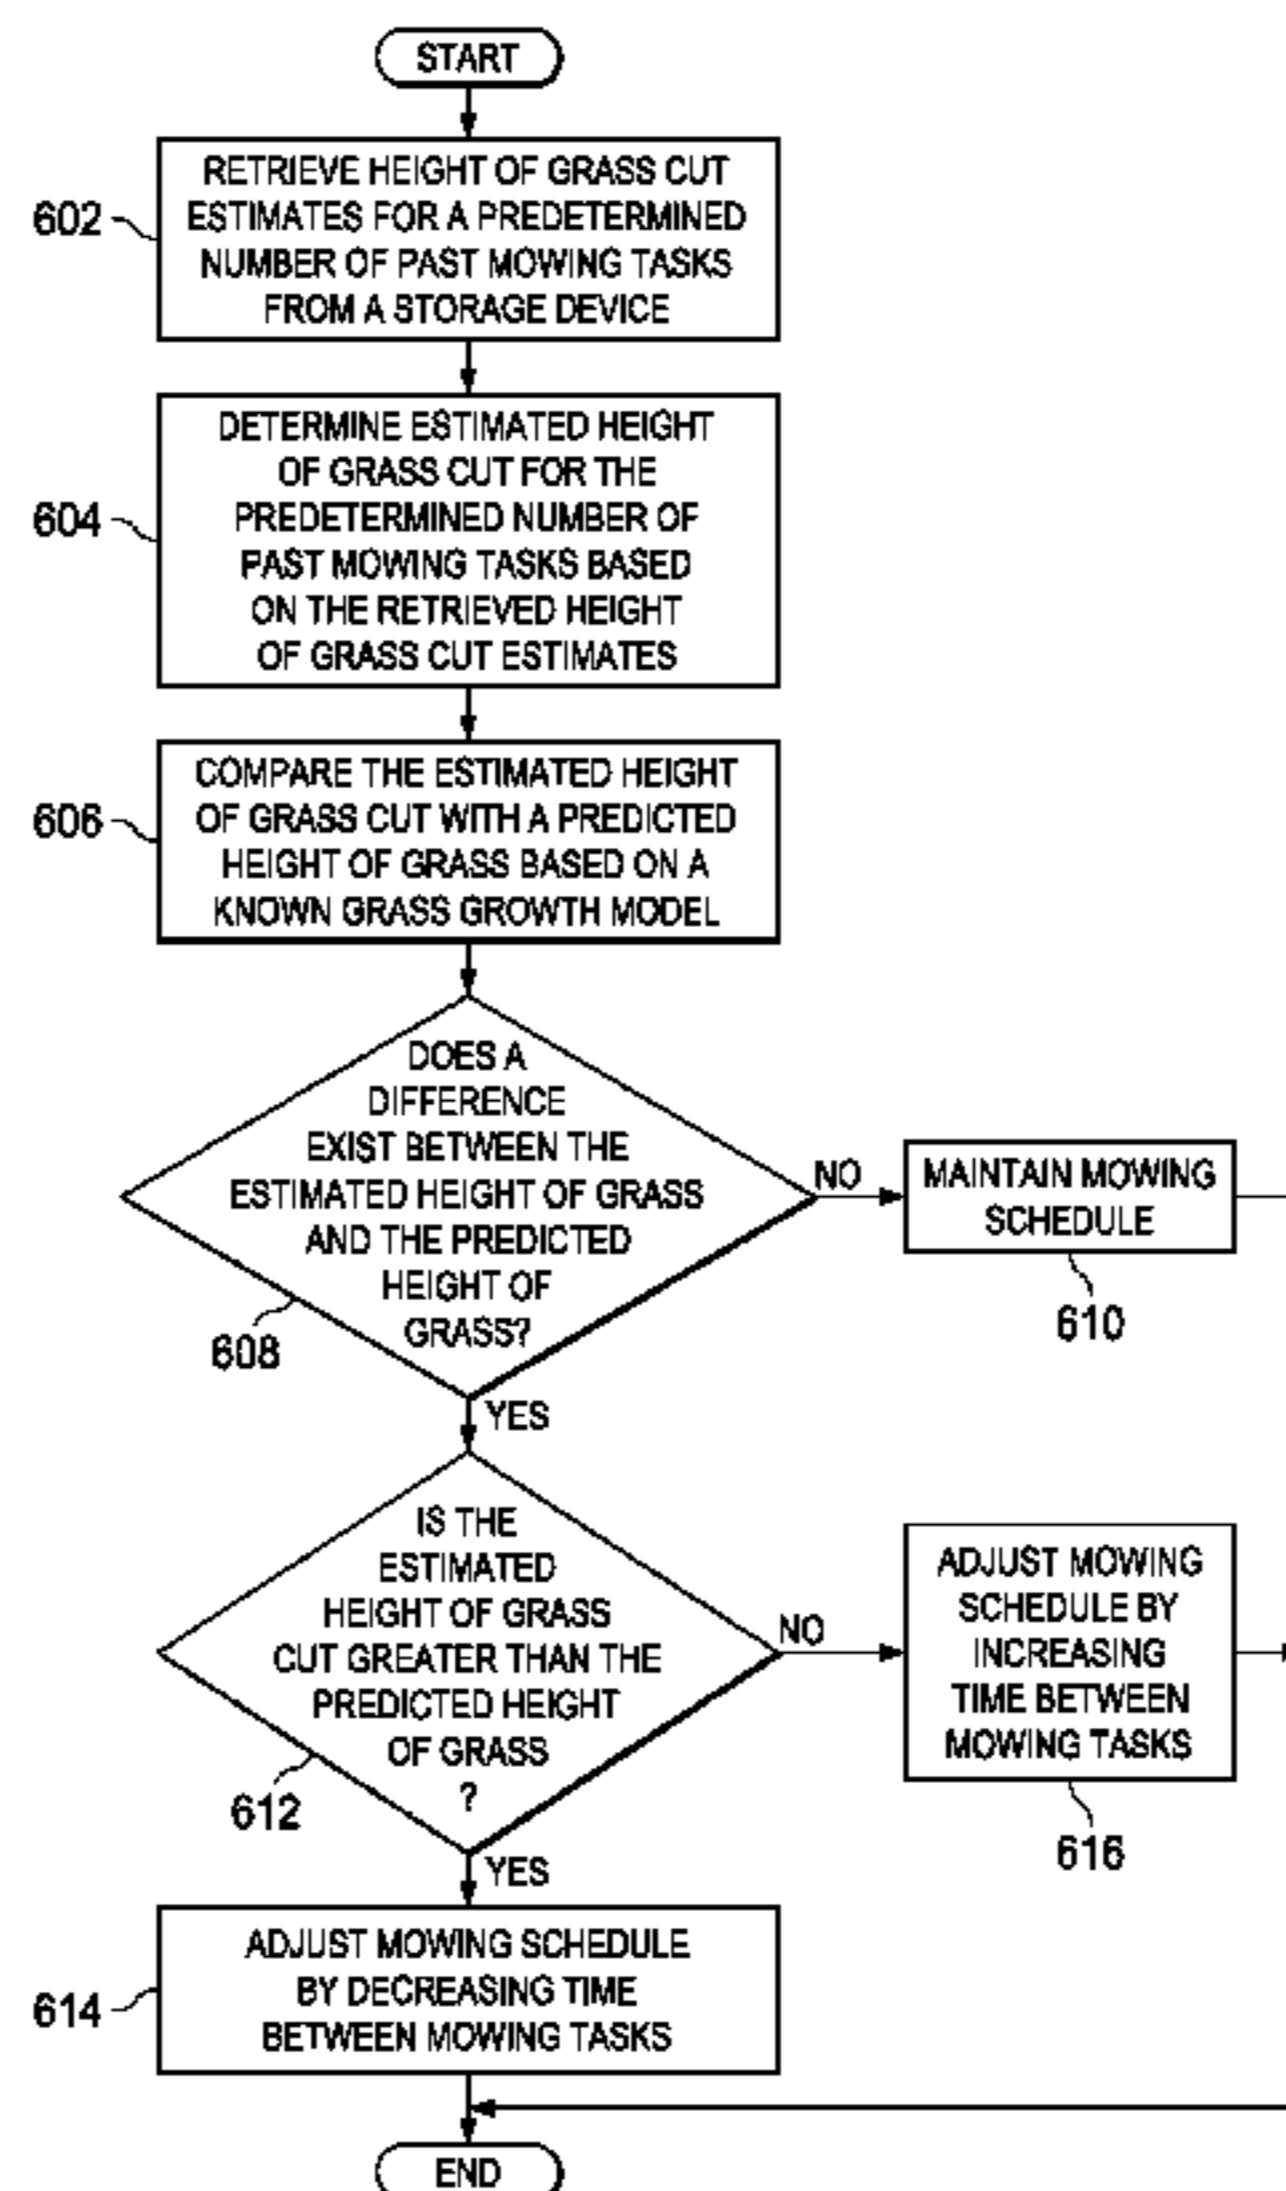 START
602
RETRIEVE HEIGHT OF GRASS CUT
ESTIMATES FOR A PREDETERMINED
NUMBER OF PAST MOWING TASKS
FROM A STORAGE DEVICE
604
DETERMINE ESTIMATED HEIGHT
OF GRASS CUT FOR THE
PREDETERMINED NUMBER OF
PAST MOWING TASKS BASED
ON THE RETRIEVED HEIGHT
OF GRASS CUT ESTIMATES
606
COMPARE THE ESTIMATED HEIGHT
OF GRASS CUT WITH A PREDICTED
HEIGHT OF GRASS BASED ON A
KNOWN GRASS GROWTH MODEL
DOES A
DIFFERENCE
EXIST BETWEEN THE
ESTIMATED HEIGHT OF GRASS
AND THE PREDICTED
HEIGHT OF
GRASS?
608
NO
MAINTAIN MOWING
SCHEDULE
610
YES
IS THE
ESTIMATED
HEIGHT OF GRASS
CUT GREATER THAN THE
PREDICTED HEIGHT
OF GRASS
?
612
NO
ADJUST MOWING
SCHEDULE BY
INCREASING
TIME BETWEEN
MOWING TASKS
616
YES
614
ADJUST MOWING SCHEDULE
BY DECREASING TIME
BETWEEN MOWING TASKS
END